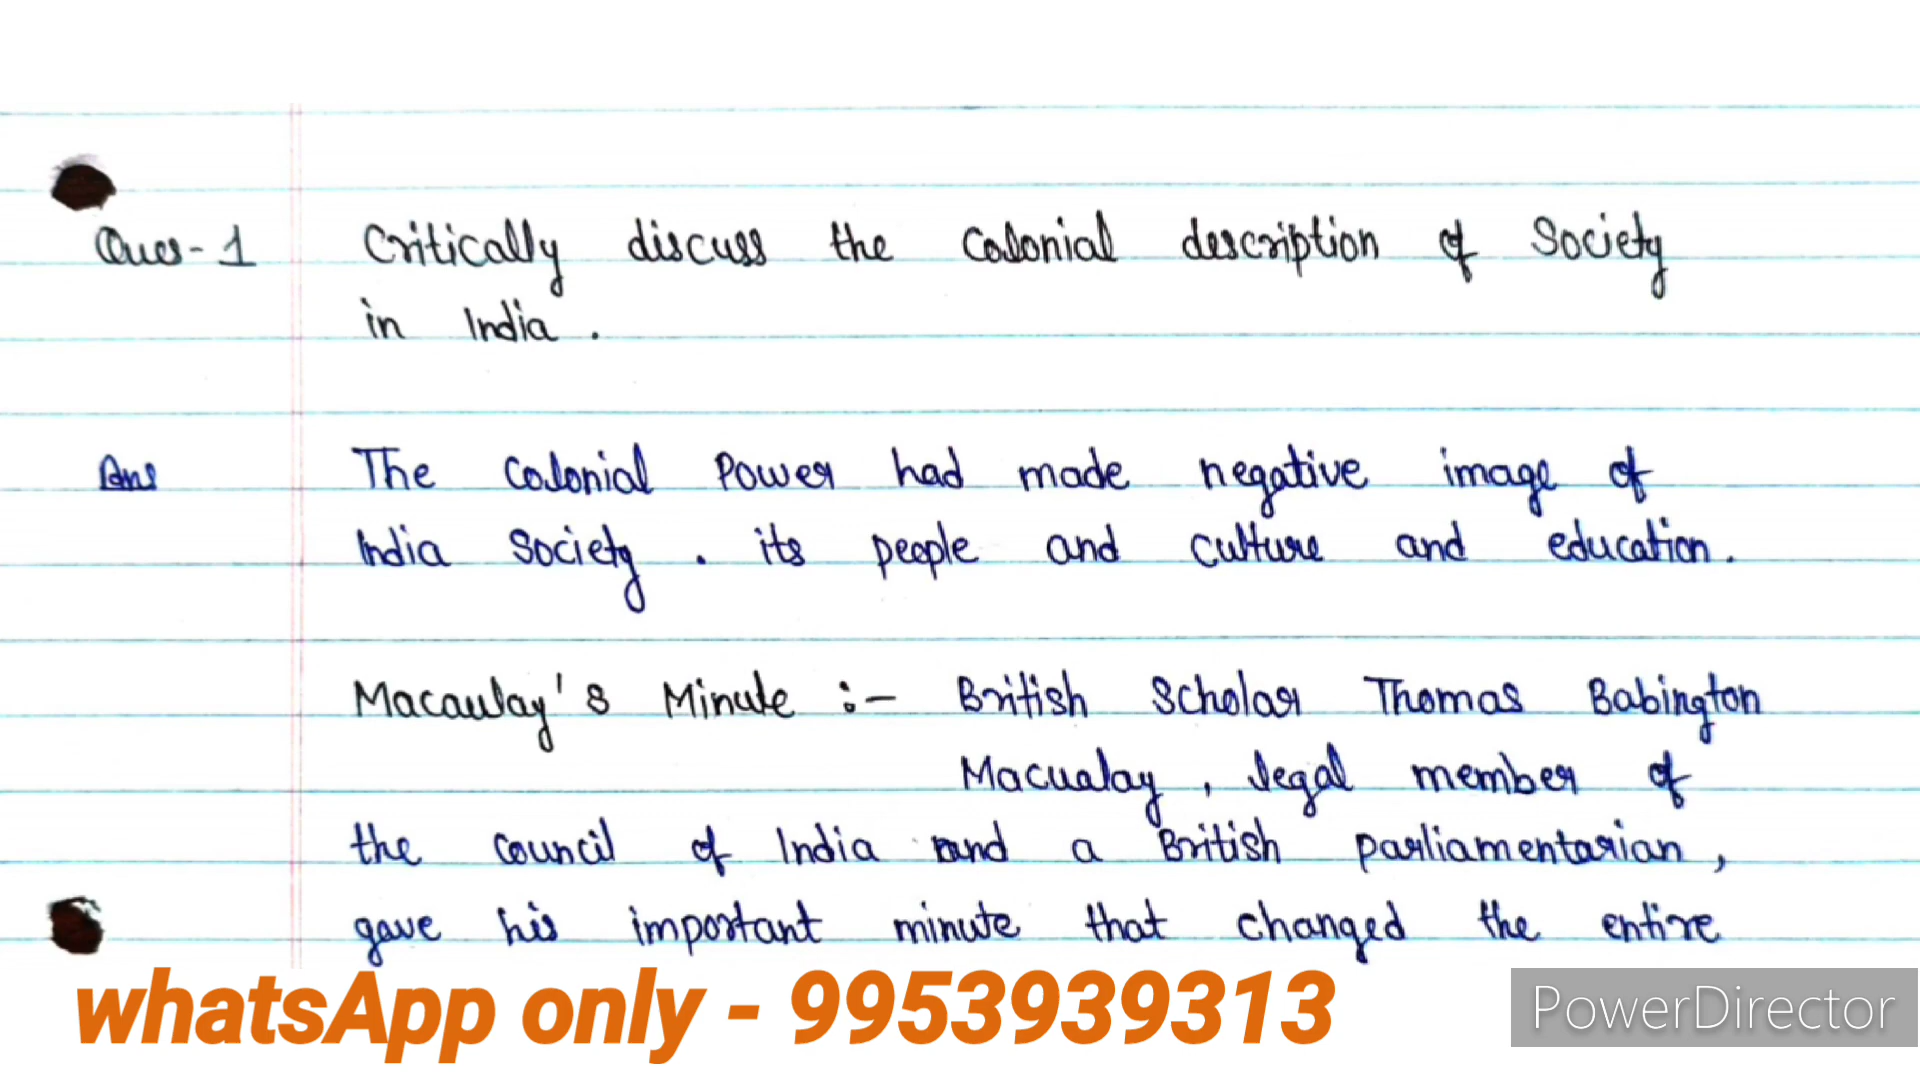 Ques-1 Critically discuss the Colonial description of Society
in India.
Ans The Colonial Power had made negative image of
India Society. its people and culture and education.
Macaulay's Minute :- British Scholar Thomas Babington
Macualay, legal member of
the council of India and a British parliamentarian,
gave his important minute that changed the entire
whatsApp only - 9953939313
PowerDirector